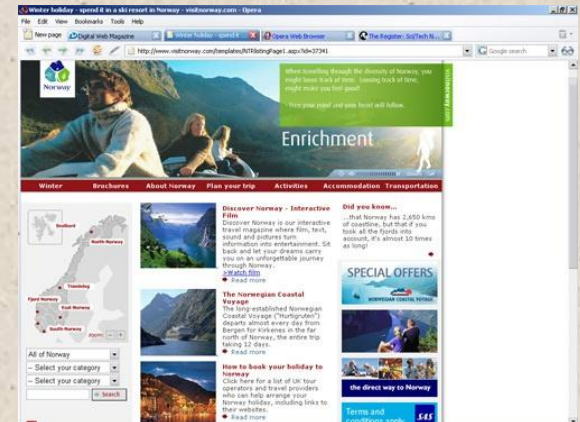 Winter holiday - spend it in a ski resort in Norway - visitnorway.com - Opera
File Edit View Bookmarks Tools Help
New page
Digital Web Magazine
Winter holiday - spend it
Opera Web Browser
The Register: Sci/Tech N...
http://www.visitnorway.com/templates/NTRlistingPage1.aspx?id=37341
Google search
Norway
When travelling through the diversity of Norway, you
might loose track of time. Loosing track of time,
might make you feel good!
visitnorway.com
Enrichment
Winter Brochures About Norway Plan your trip Activities Accommodation Transportation
Svalbard
North Norway
Trøndelag
Fjord Norway
East Norway
South Norway
zoom:
All of Norway
-- Select your category
-- Select your category
Search
Discover Norway - Interactive
Film
Discover Norway is our interactive
travel magazine where film, text,
sound and pictures turn
information into entertainment. Sit
back and let your dreams carry
you on an unforgettable journey
through Norway.
>Watch film
Read more
The Norwegian Coastal
Voyage
The long-established Norwegian
Coastal Voyage ("Hurtigruten")
departs almost every day from
Bergen for Kirkenes in the far
north of Norway, the entire trip
taking 12 days.
Read more
How to book your holiday to
Norway
Click here for a list of UK tour
operators and travel providers
who can help arrange your
Norway holiday, including links to
their websites.
Read more
Did you know...
...that Norway has 2,650 kms
of coastline, but that if you
took all the fjords into
account, it's almost 10 times
as long!
SPECIAL OFFERS
NORWEGIAN COASTAL VOYAGE
the direct way to Norway
Terms and
conditions apply
SAS